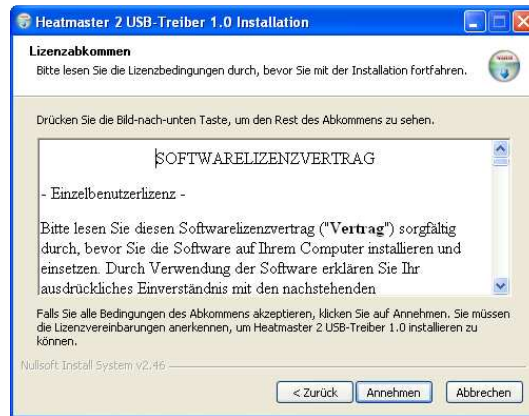 Heatmaster 2 USB-Treiber 1.0 Installation
Lizenzabkommen
Bitte lesen Sie die Lizenzbedingungen durch, bevor Sie mit der Installation fortfahren.
Drücken Sie die Bild-nach-unten Taste, um den Rest des Abkommens zu sehen.
SOFTWARELIZENZVERTRAG
- Einzelbenutzerlizenz -
Bitte lesen Sie diesen Softwarelizenzvertrag ("Vertrag") sorgfältig
durch, bevor Sie die Software auf Ihrem Computer installieren und
einsetzen. Durch Verwendung der Software erklären Sie Ihr
ausdrückliches Einverständnis mit den nachstehenden
Falls Sie alle Bedingungen des Abkommens akzeptieren, klicken Sie auf Annehmen. Sie müssen
die Lizenzvereinbarungen anerkennen, um Heatmaster 2 USB-Treiber 1.0 installieren zu
können.
Nullsoft Install System v2.46
< Zurück Annehmen Abbrechen